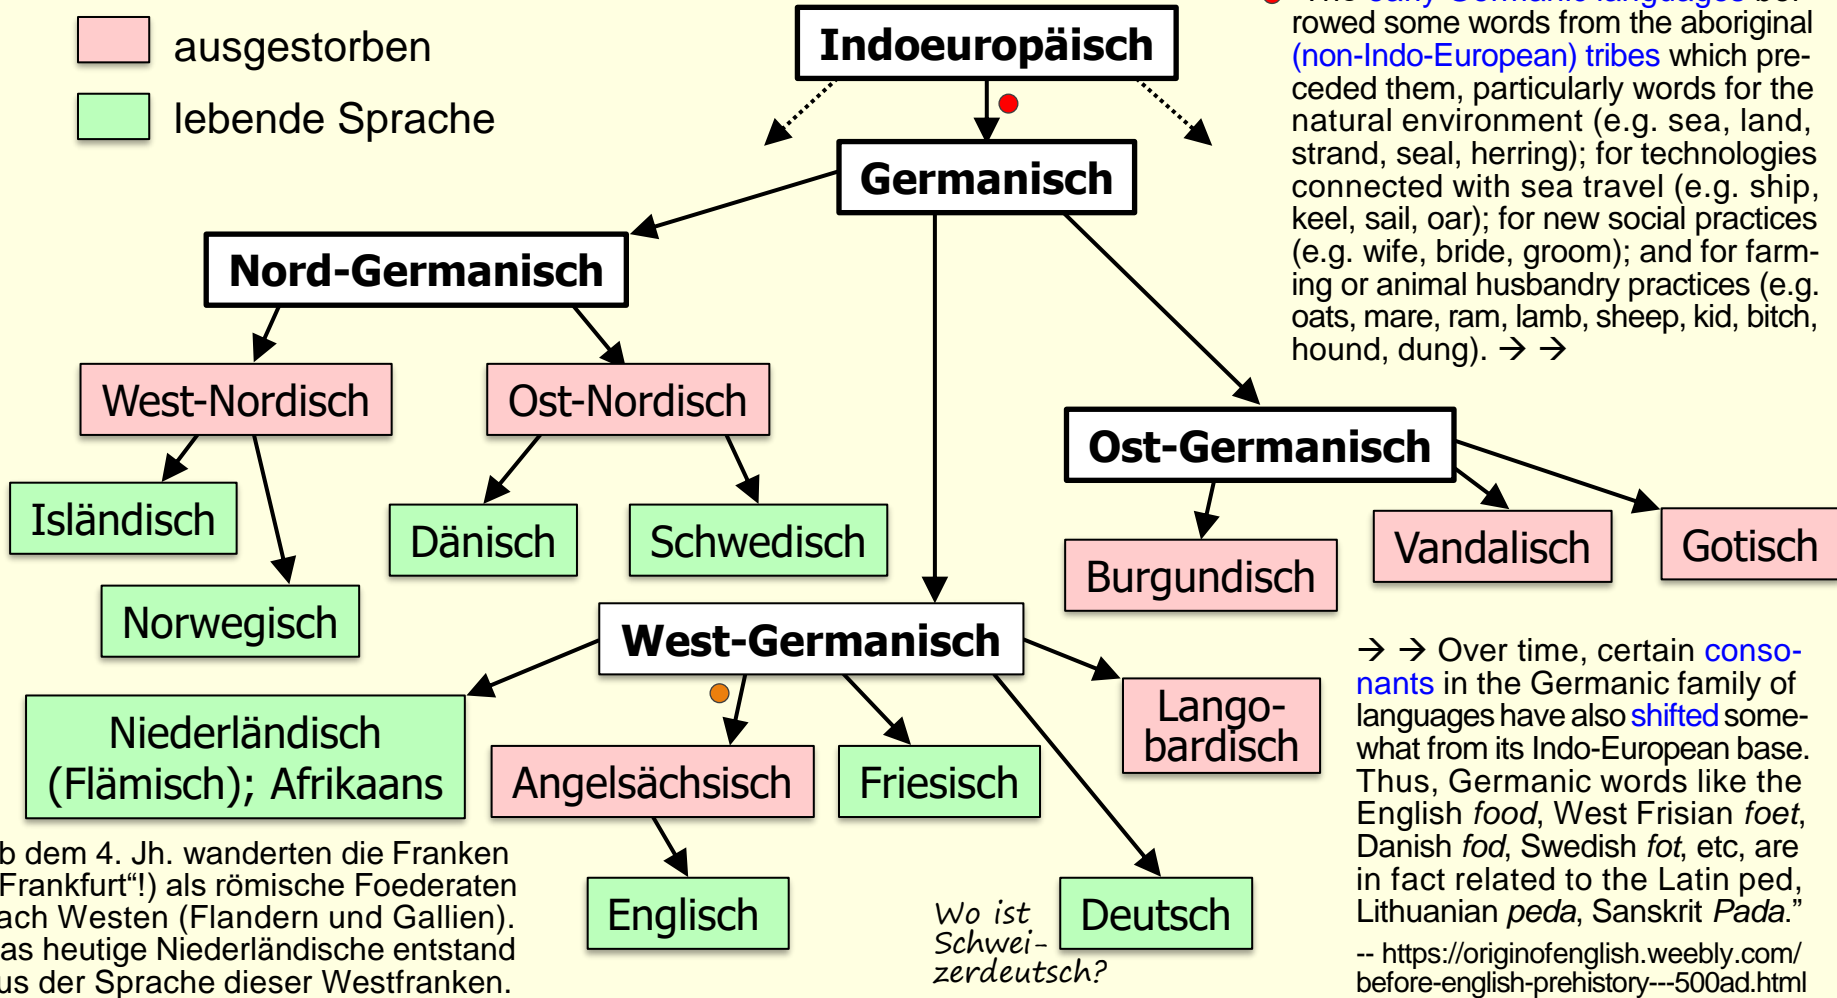 ausgestorben
lebende Sprache
Indoeuropäisch
Germanisch
Nord-Germanisch
West-Nordisch
Ost-Nordisch
Isländisch
Norwegisch
Dänisch
Schwedisch
Ost-Germanisch
Burgundisch
Vandalisch
Gotisch
West-Germanisch
Niederländisch
(Flämisch); Afrikaans
Angelsächsisch
Friesisch
Lango-
bardisch
Englisch
Deutsch
Wo ist
Schwei-
zerdeutsch?
early Germanic languages bor-
rowed some words from the aboriginal
(non-Indo-European) tribes which pre-
ceded them, particularly words for the
natural environment (e.g. sea, land,
strand, seal, herring); for technologies
connected with sea travel (e.g. ship,
keel, sail, oar); for new social practices
(e.g. wife, bride, groom); and for farm-
ing or animal husbandry practices (e.g.
oats, mare, ram, lamb, sheep, kid, bitch,
hound, dung). → →
→ → Over time, certain conso-
nants in the Germanic family of
languages have also shifted some-
what from its Indo-European base.
Thus, Germanic words like the
English food, West Frisian foet,
Danish fod, Swedish fot, etc, are
in fact related to the Latin ped,
Lithuanian peda, Sanskrit Pada.”
-- https://originofenglish.weebly.com/
before-english-prehistory---500ad.html
b dem 4. Jh. wanderten die Franken
Frankfurt“!) als römische Foederaten
ach Westen (Flandern und Gallien).
as heutige Niederländische entstand
us der Sprache dieser Westfranken.